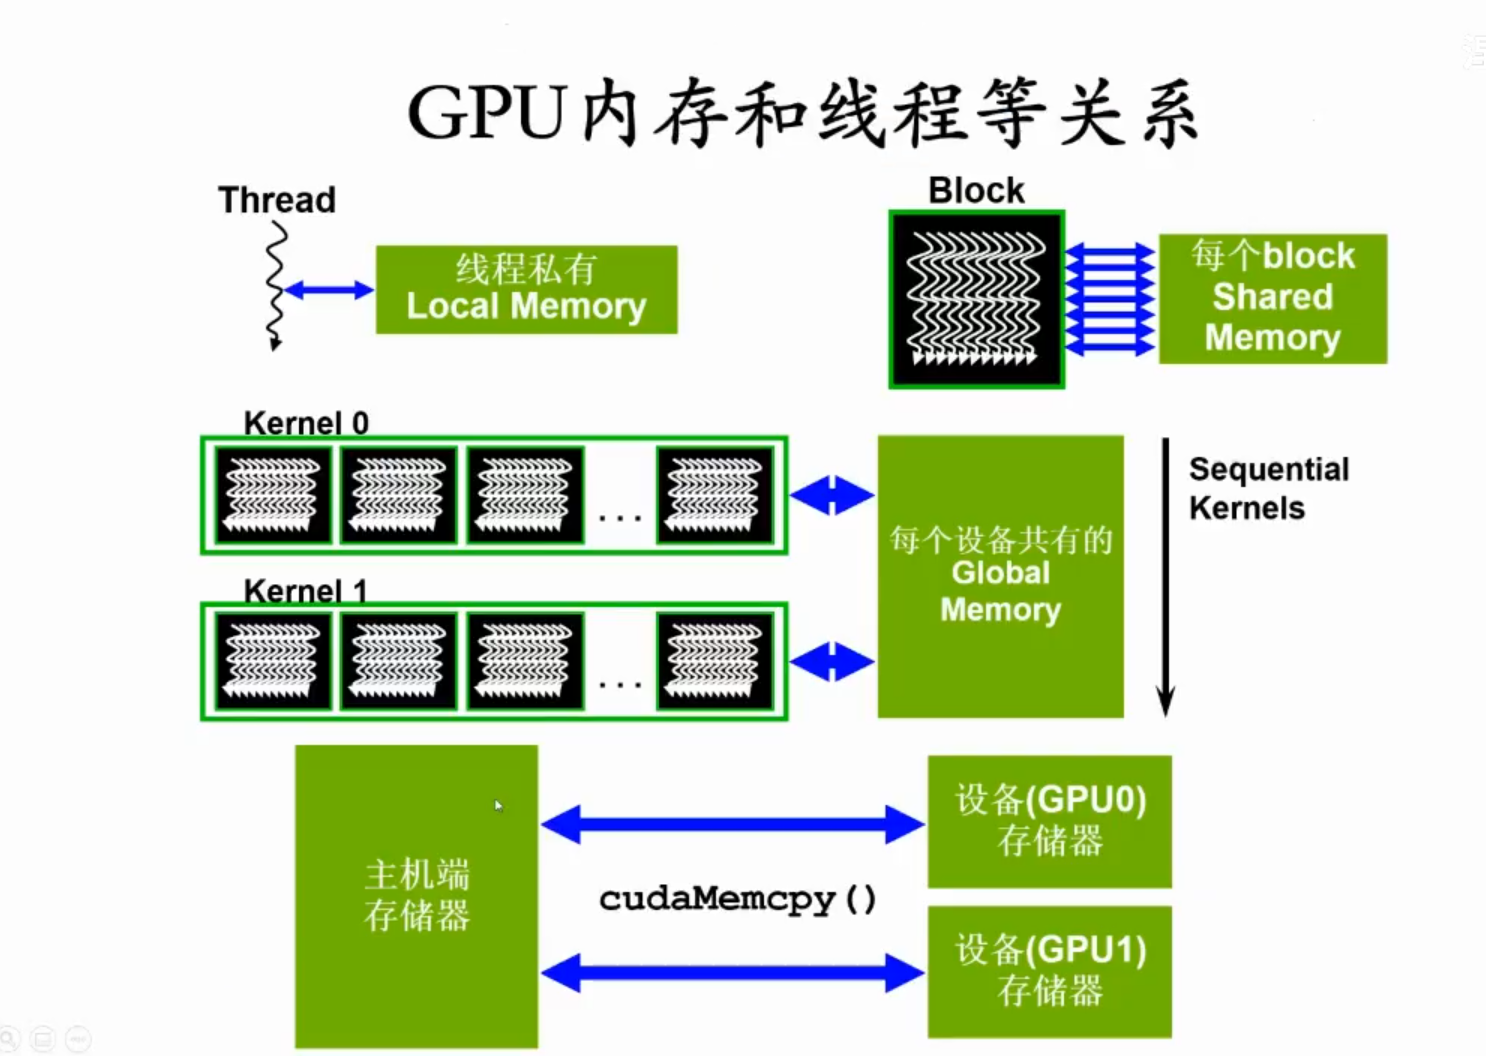 GPU内存和线程等关系
Thread
线程私有
Local Memory
Block
每个block
Shared
Memory
Kernel 0
...
每个设备共有的
Global
Memory
Sequential
Kernels
Kernel 1
...
主机端
存储器
cudaMemcpy()
设备(GPU0)
存储器
设备(GPU1)
存储器